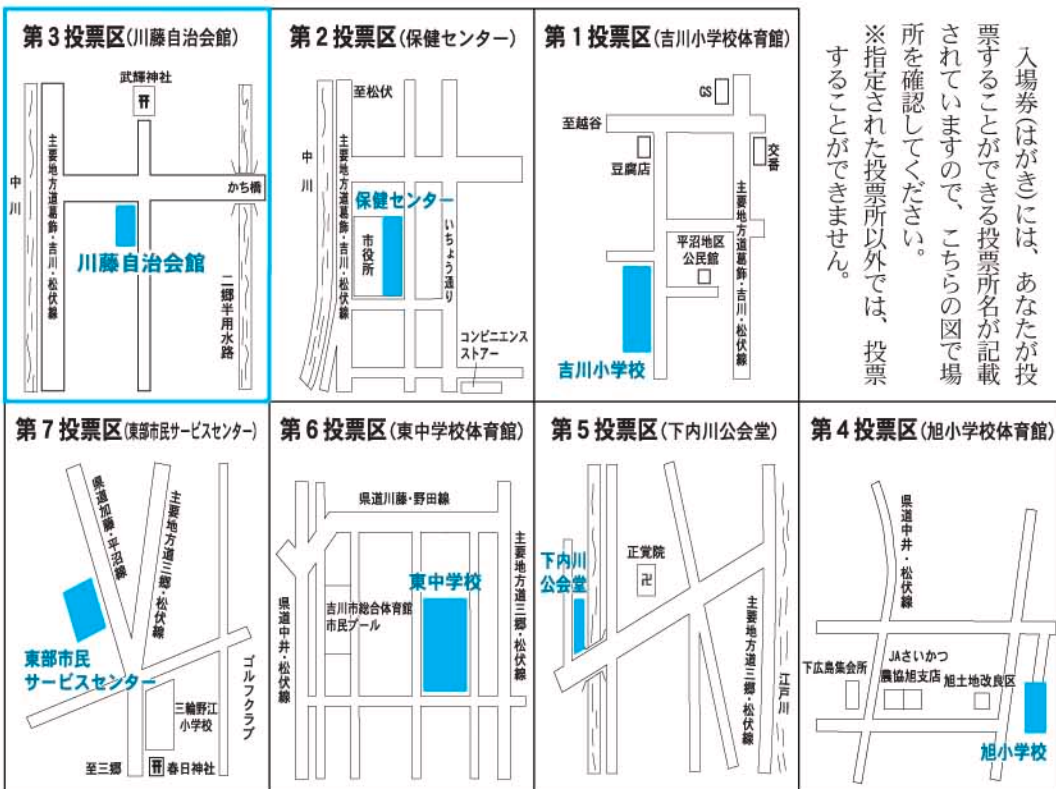 入場券(はがき)には、あなたが投
票することができる投票所名が記載
されていますので、こちらの図で場
所を確認してください。
※指定された投票所以外では、投票
することができません。
第1投票区(吉川小学校体育館)
GS
至越谷
豆腐店
交番
主要地方道葛飾・吉川・松伏線
平沼地区
公民館
吉川小学校
第2投票区(保健センター)
至松伏
中川
主要地方道葛飾・吉川・松伏線
保健センター
市役所
いちょう通り
コンビニエンス
ストアー
第3投票区(川藤自治会館)
武輝神社
中川
主要地方道葛飾・吉川・松伏線
かち橋
川藤自治会館
二郷半用水路
第4投票区(旭小学校体育館)
県道中井・松伏線
下広島集会所
JAさいかつ
農協旭支店
旭土地改良区
旭小学校
第5投票区(下内川公会堂)
下内川
公会堂
正覚院
卍
主要地方道三郷・松伏線
江戸川
第6投票区(東中学校体育館)
県道川藤・野田線
東中学校
吉川市総合体育館
市民プール
県道中井・松伏線
主要地方道三郷・松伏線
第7投票区(東部市民サービスセンター)
県道加藤・平沼線
主要地方道三郷・松伏線
東部市民
サービスセンター
三輪野江
小学校
ゴルフクラブ
至三郷
春日神社